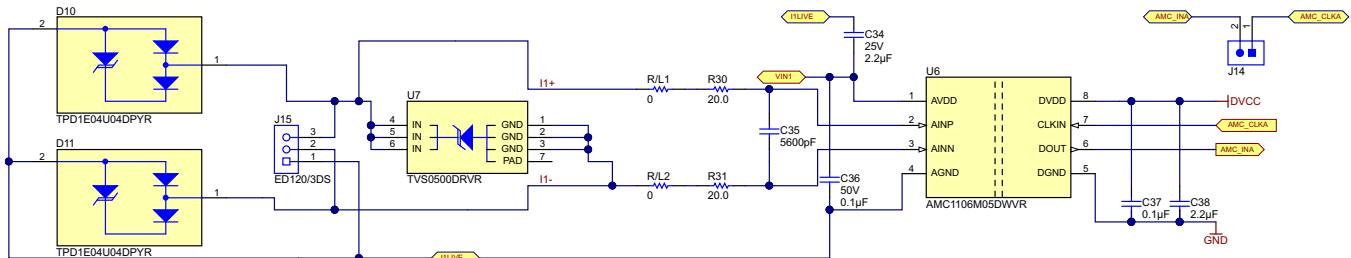 D10
2
1
TPD1E04U04DPYR
D11
2
1
TPD1E04U04DPYR
J15
3
2
1
ED120/3DS
U7
4 IN GND 1
5 IN GND 2
6 IN GND 3
PAD 7
TVS0500DRVR
I1+
I1-
I1LIVE
R/L1
0
R30
20.0
R/L2
0
R31
20.0
C35
5600pF
VIN1
I1LIVE
C34
25V
2.2µF
C36
50V
0.1µF
U6
1 AVDD DVDD 8
2 AINP CLKIN 7
3 AINN DOUT 6
4 AGND DGND 5
AMC1106M05DWVR
AMC_INA
AMC_CLKA
2
1
J14
DVCC
AMC_CLKA
AMC_INA
C37
0.1µF
C38
2.2µF
GND